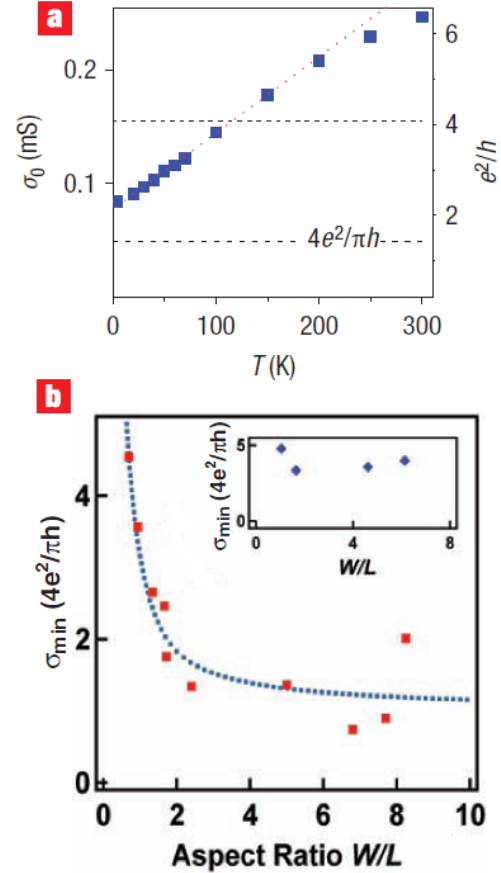 a
σ₀ (mS)
0.2
0.1
6
4
2
e²/h
4e²/πh
0 100 200 300
T (K)
b
σmin (4e²/πh)
4
2
0
σmin (4e²/πh)
5
0
0 4 8
W/L
0 2 4 6 8 10
Aspect Ratio W/L